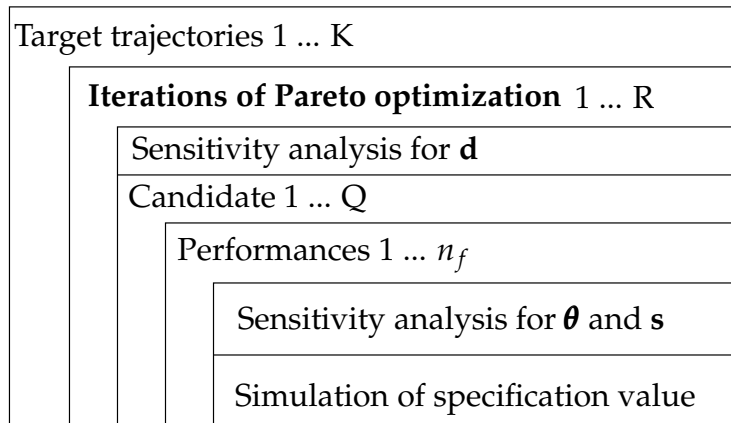 Target trajectories 1 ... K
Iterations of Pareto optimization 1 ... R
Sensitivity analysis for d
Candidate 1 ... Q
Performances 1 ... n_f
Sensitivity analysis for θ and s
Simulation of specification value